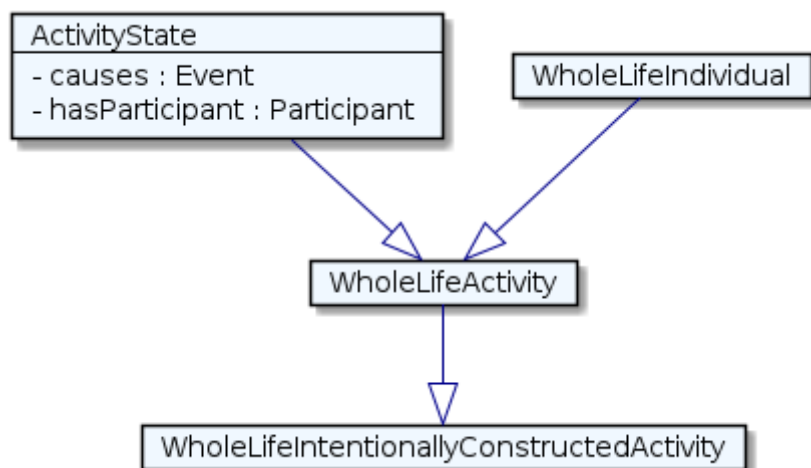 ActivityState
- causes : Event
- hasParticipant : Participant
WholeLifeIndividual
WholeLifeActivity
WholeLifeIntentionallyConstructedActivity